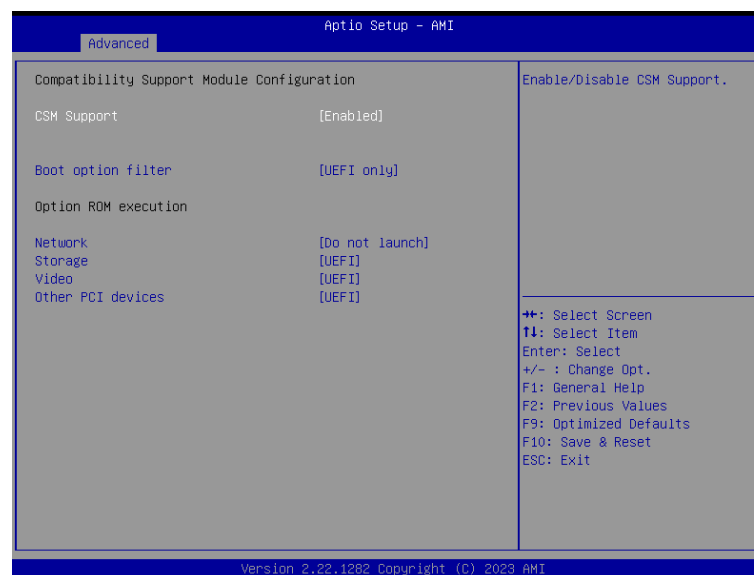 Aptio Setup – AMI
Advanced
Compatibility Support Module Configuration
CSM Support [Enabled]
Boot option filter [UEFI only]
Option ROM execution
Network [Do not launch]
Storage [UEFI]
Video [UEFI]
Other PCI devices [UEFI]
Enable/Disable CSM Support.
→←: Select Screen
↑↓: Select Item
Enter: Select
+/- : Change Opt.
F1: General Help
F2: Previous Values
F9: Optimized Defaults
F10: Save & Reset
ESC: Exit
Version 2.22.1282 Copyright (C) 2023 AMI